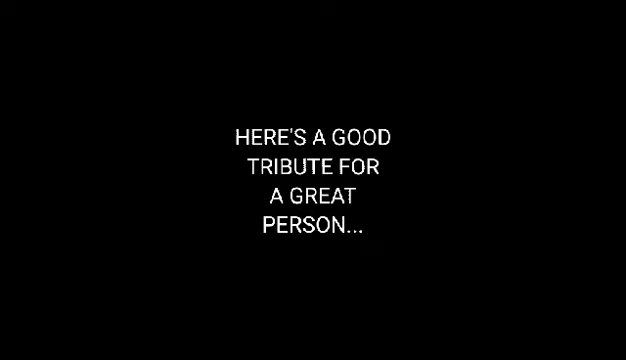 HERE'S A GOOD
TRIBUTE FOR
A GREAT
PERSON...